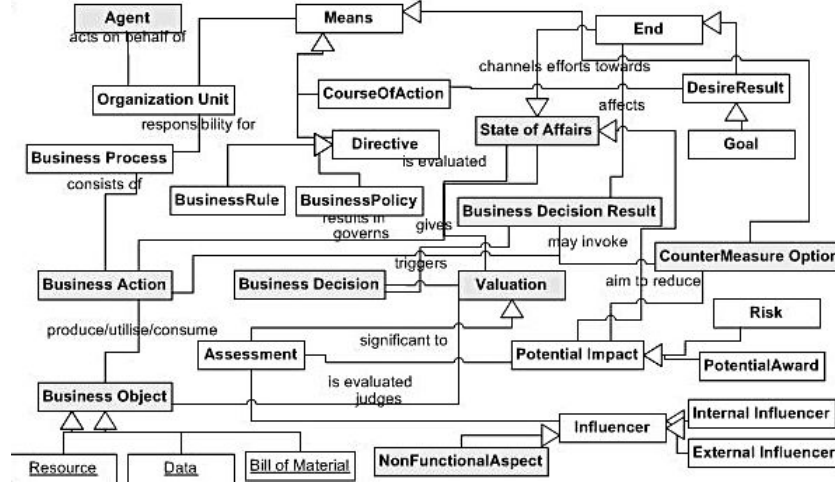 Agent
Means
End
acts on behalf of
channels efforts towards
DesireResult
Organization Unit
CourseOfAction
affects
responsibility for
State of Affairs
Directive
Goal
Business Process
is evaluated
consists of
BusinessRule
BusinessPolicy
Business Decision Result
results in
governs
gives
may invoke
CounterMeasure Option
triggers
Business Action
Business Decision
Valuation
aim to reduce
Risk
produce/utilise/consume
significant to
Assessment
Potential Impact
PotentialAward
is evaluated
Business Object
judges
Internal Influencer
Influencer
External Influencer
Resource
Data
Bill of Material
NonFunctionalAspect